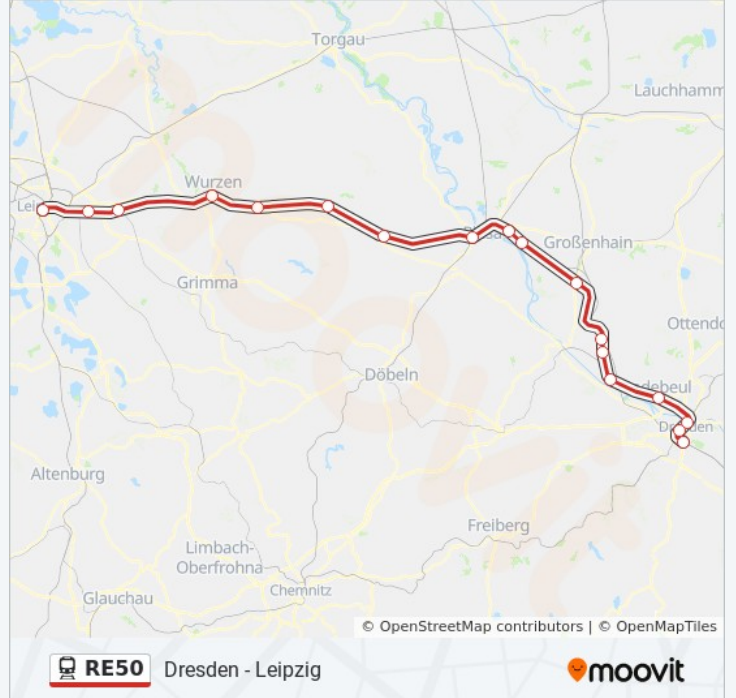 Torgau
Lauchhamm
Wurzen
Großenhain
Grimma
Ottendo
Döbeln
Altenburg
Freiberg
Limbach-
Oberfrohna
Chemnitz
Glauchau
© OpenStreetMap contributors | © OpenMapTiles
RE50 Dresden - Leipzig moovit